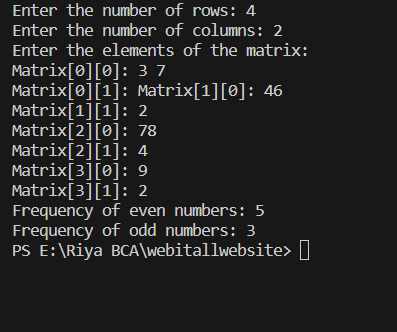 Enter the number of rows: 4
Enter the number of columns: 2
Enter the elements of the matrix:
Matrix[0][0]: 3 7
Matrix[0][1]: Matrix[1][0]: 46
Matrix[1][1]: 2
Matrix[2][0]: 78
Matrix[2][1]: 4
Matrix[3][0]: 9
Matrix[3][1]: 2
Frequency of even numbers: 5
Frequency of odd numbers: 3
PS E:\Riya BCA\webitallwebsite>